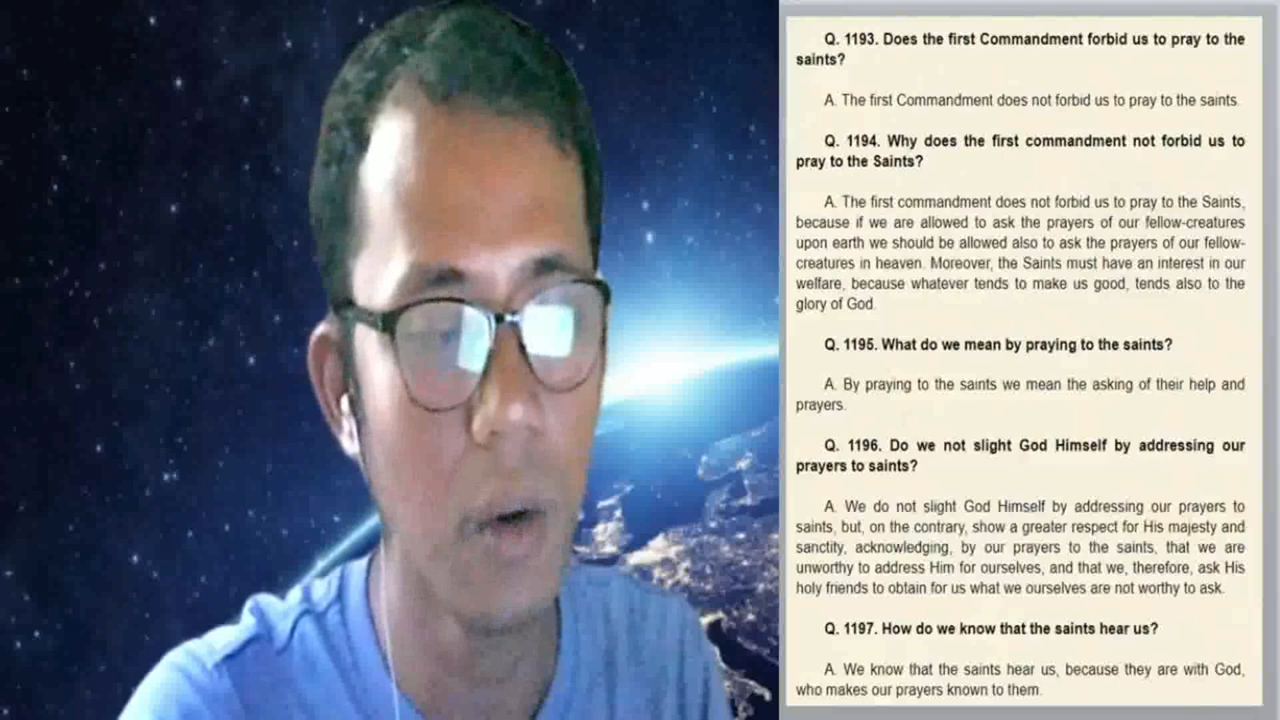 Q. 1193. Does the first Commandment forbid us to pray to the
saints?
A. The first Commandment does not forbid us to pray to the saints.
Q. 1194. Why does the first commandment not forbid us to
pray to the Saints?
A. The first commandment does not forbid us to pray to the Saints,
because if we are allowed to ask the prayers of our fellow-creatures
upon earth we should be allowed also to ask the prayers of our fellow-
creatures in heaven. Moreover, the Saints must have an interest in our
welfare, because whatever tends to make us good, tends also to the
glory of God.
Q. 1195. What do we mean by praying to the saints?
A. By praying to the saints we mean the asking of their help and
prayers.
Q. 1196. Do we not slight God Himself by addressing our
prayers to saints?
A. We do not slight God Himself by addressing our prayers to
saints, but, on the contrary, show a greater respect for His majesty and
sanctity, acknowledging, by our prayers to the saints, that we are
unworthy to address Him for ourselves, and that we, therefore, ask His
holy friends to obtain for us what we ourselves are not worthy to ask.
Q. 1197. How do we know that the saints hear us?
A. We know that the saints hear us, because they are with God,
who makes our prayers known to them.